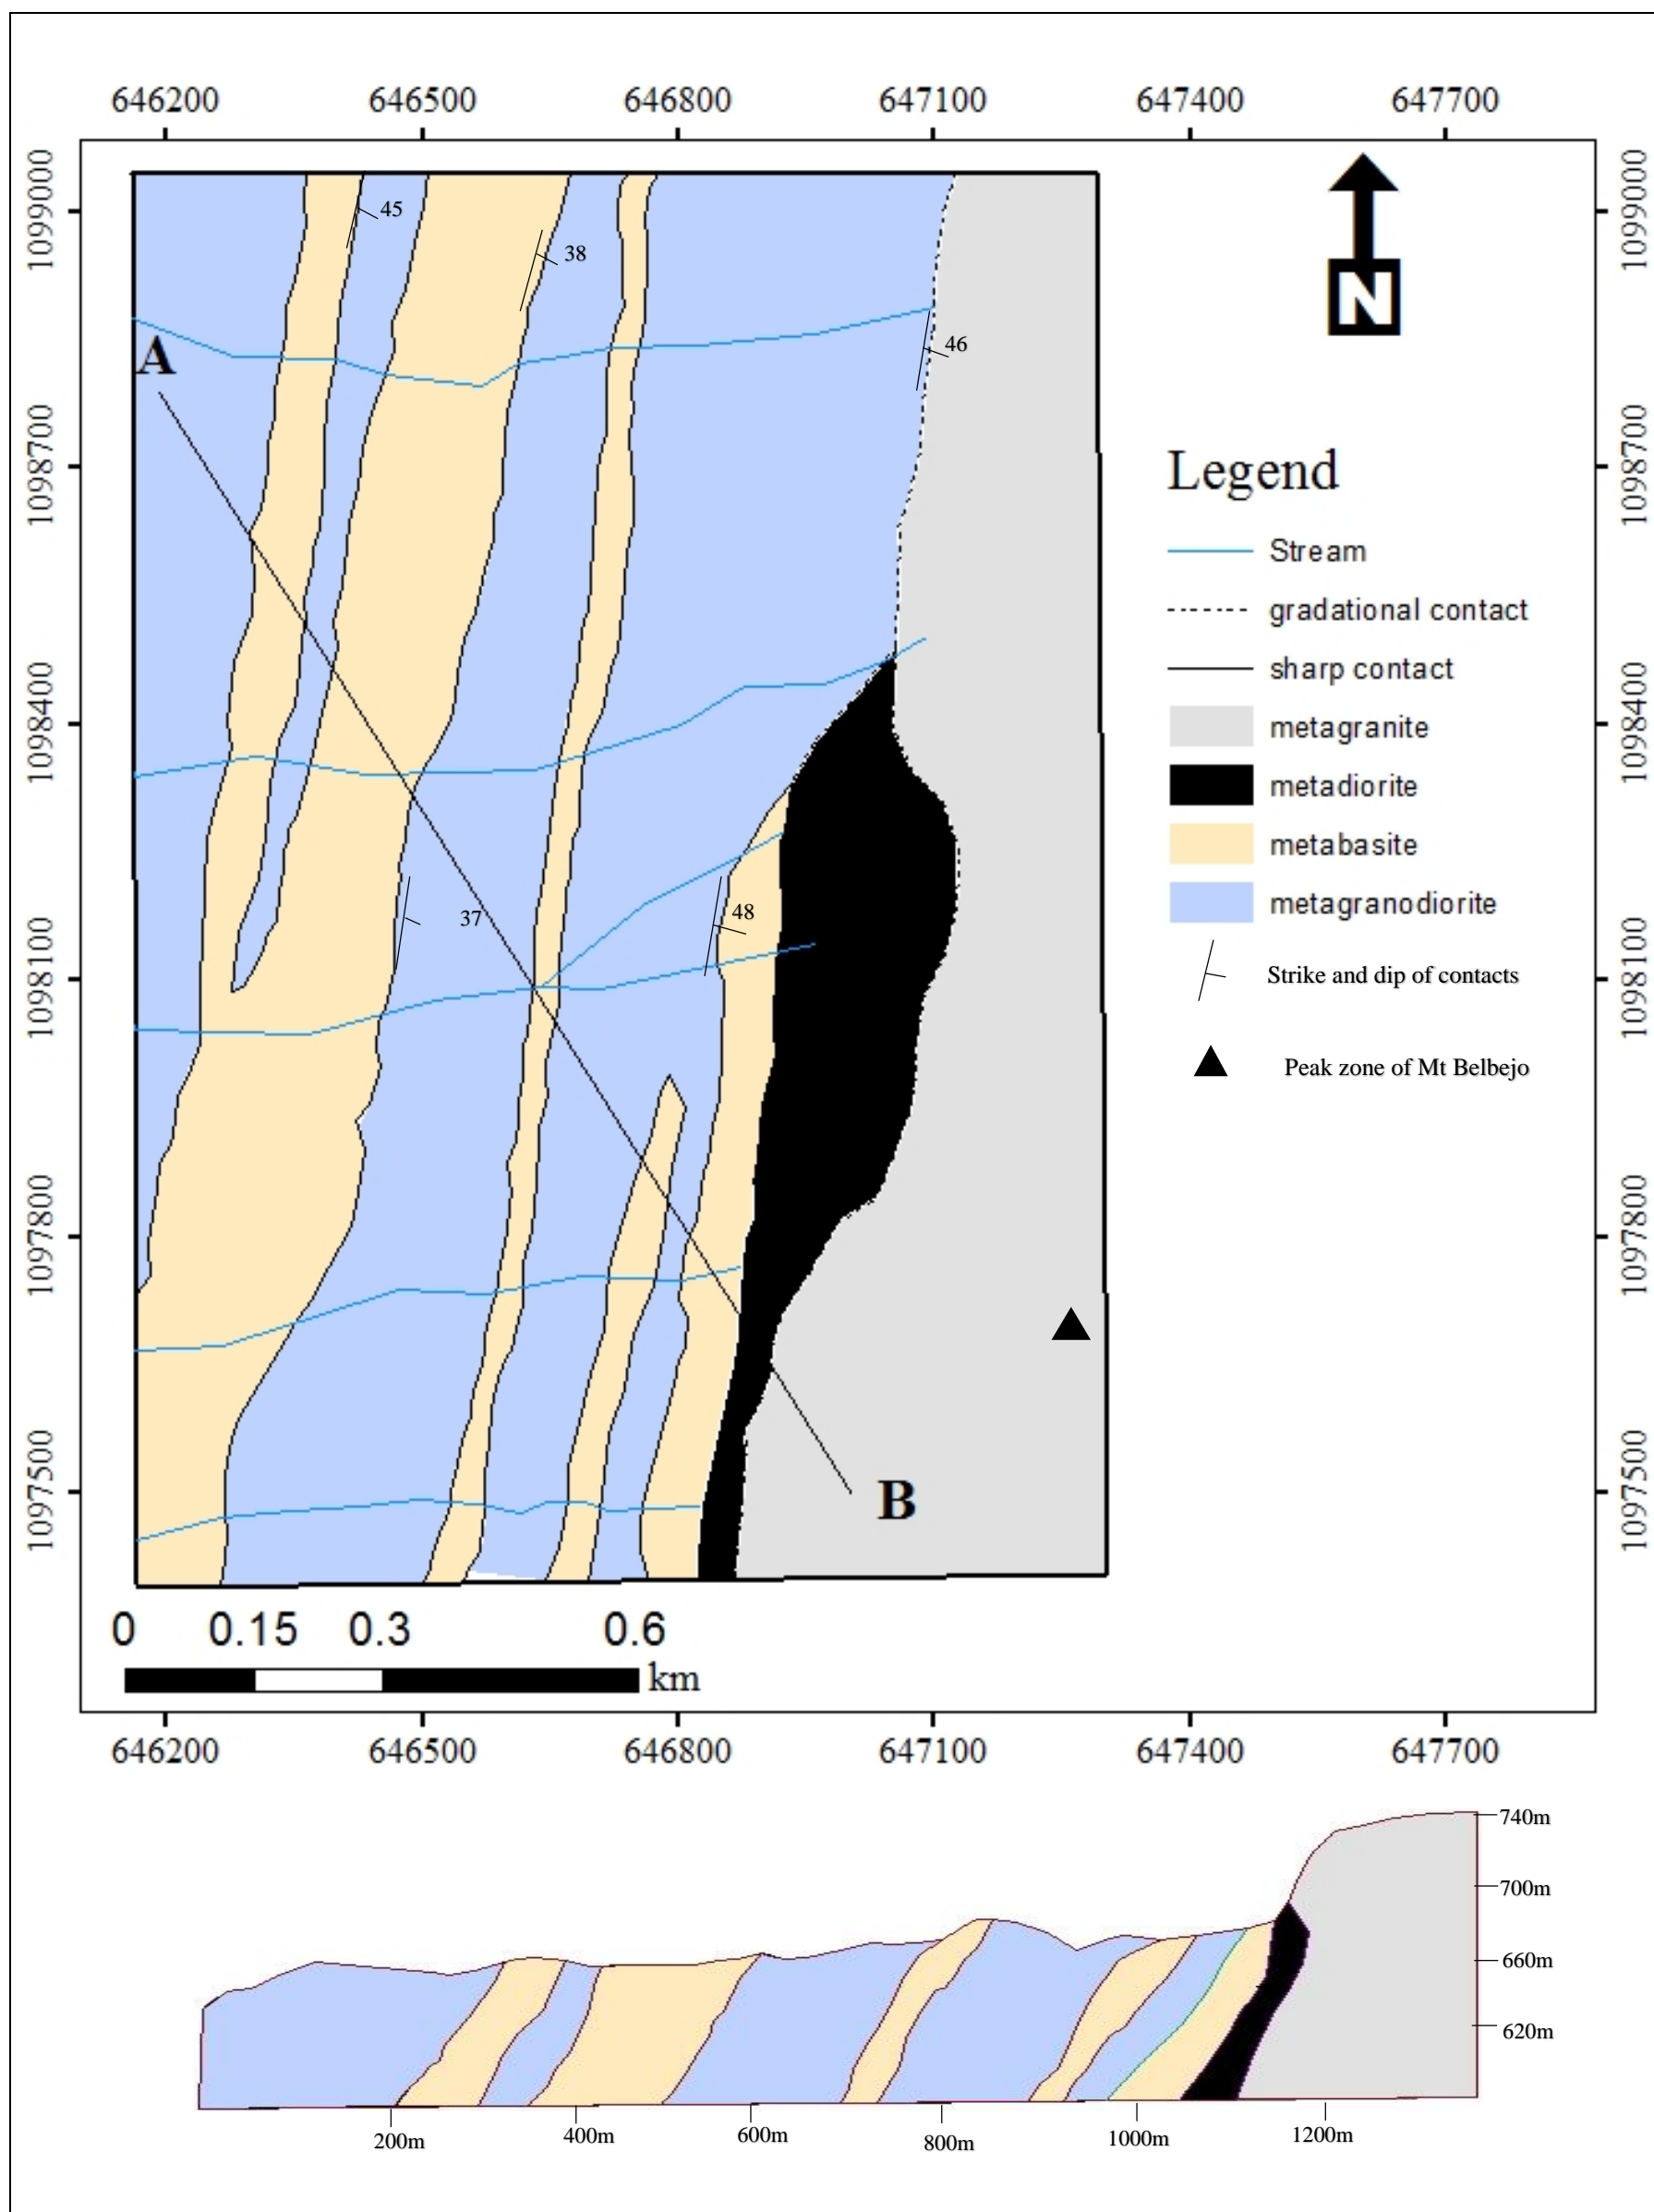 646200 646500 646800 647100 647400 647700
1099000 1099000
N
45
38
A
46
1098700 1098700
Legend
Stream
gradational contact
sharp contact
1098400 1098400
metagranite
metadiorite
metabasite
metagranodiorite
37
48
1098100 1098100
Strike and dip of contacts
Peak zone of Mt Belbejo
1097800 1097800
1097500 1097500
B
0 0.15 0.3 0.6
km
646200 646500 646800 647100 647400 647700
740m
700m
660m
620m
200m 400m 600m 800m 1000m 1200m